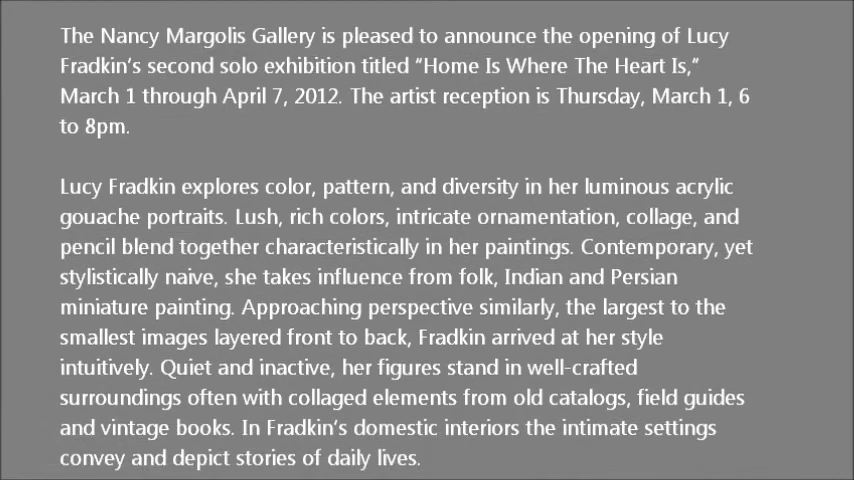 The Nancy Margolis Gallery is pleased to announce the opening of Lucy
Fradkin's second solo exhibition titled “Home Is Where The Heart Is,”
March 1 through April 7, 2012. The artist reception is Thursday, March 1, 6
to 8pm.
Lucy Fradkin explores color, pattern, and diversity in her luminous acrylic
gouache portraits. Lush, rich colors, intricate ornamentation, collage, and
pencil blend together characteristically in her paintings. Contemporary, yet
stylistically naive, she takes influence from folk, Indian and Persian
miniature painting. Approaching perspective similarly, the largest to the
smallest images layered front to back, Fradkin arrived at her style
intuitively. Quiet and inactive, her figures stand in well-crafted
surroundings often with collaged elements from old catalogs, field guides
and vintage books. In Fradkin's domestic interiors the intimate settings
convey and depict stories of daily lives.